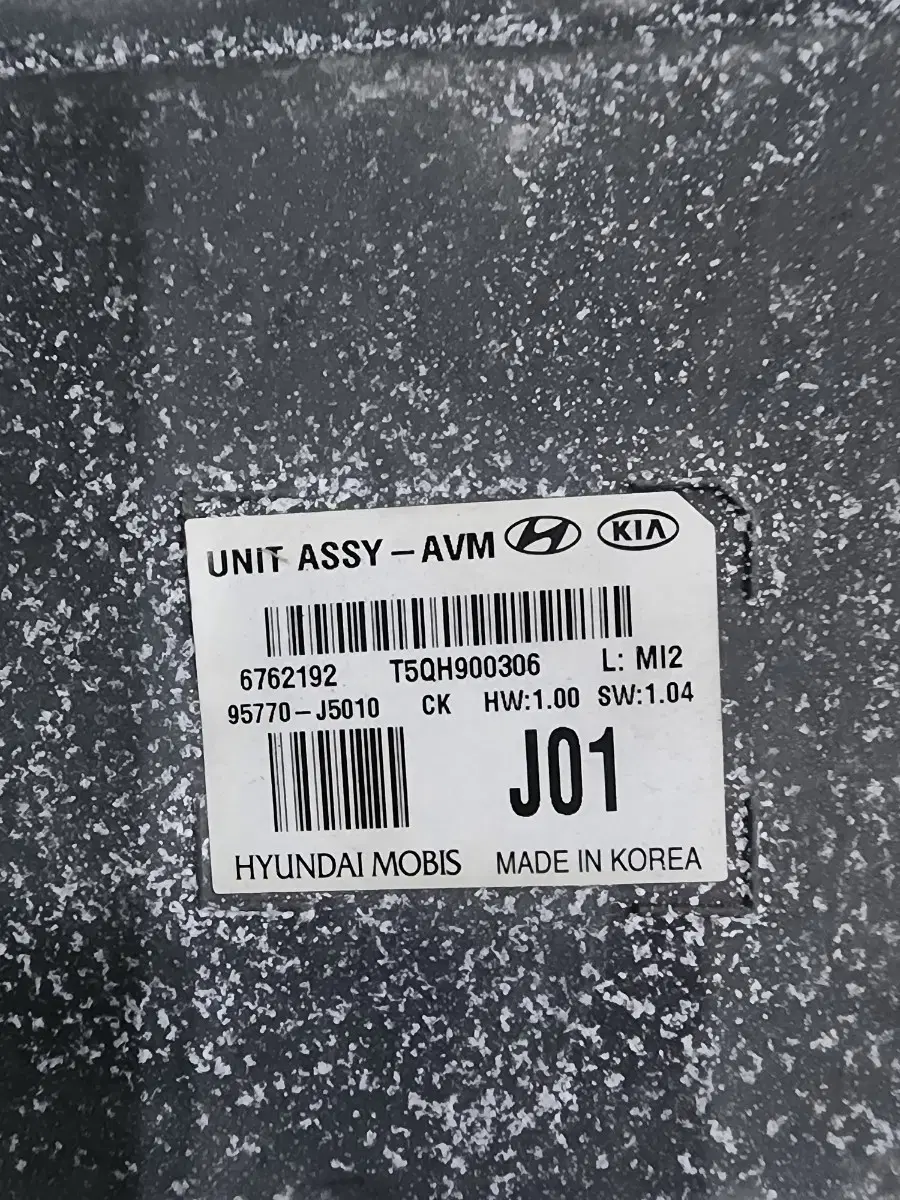 UNIT ASSY-AVM KIA
6762192 T5QH900306 L: MI2
95770-J5010 CK HW:1.00 SW:1.04
J01
HYUNDAI MOBIS MADE IN KOREA